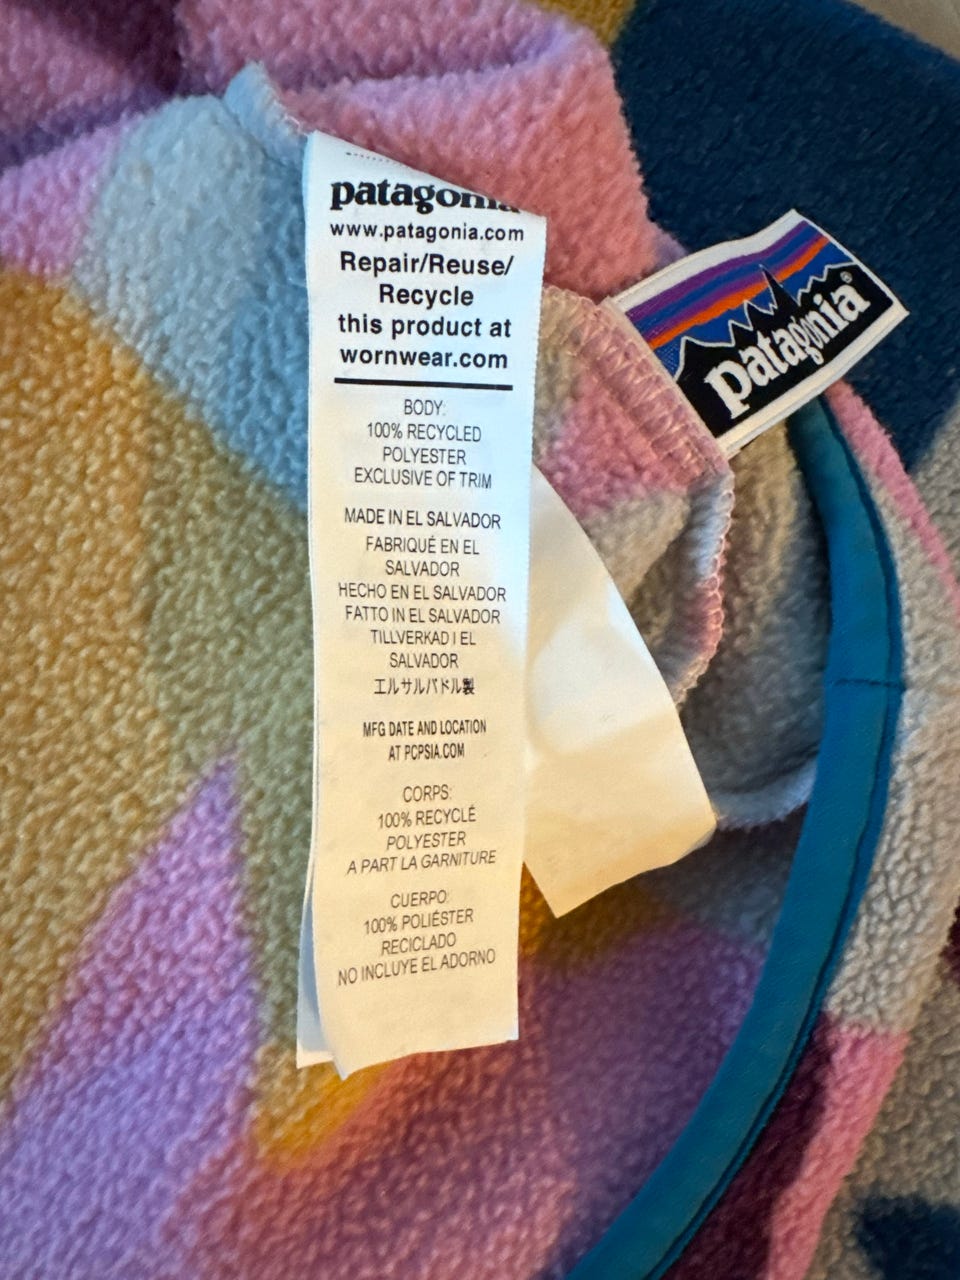 patagonia
www.patagonia.com
Repair/Reuse/
Recycle
this product at
wornwear.com
BODY:
100% RECYCLED
POLYESTER
EXCLUSIVE OF TRIM
MADE IN EL SALVADOR
FABRIQUÉ EN EL
SALVADOR
HECHO EN EL SALVADOR
FATTO IN EL SALVADOR
TILLVERKAD I EL
SALVADOR
エルサルバドル製
MFG DATE AND LOCATION
AT PCPSIA.COM
CORPS:
100% RECYCLÉ
POLYESTER
A PART LA GARNITURE
CUERPO:
100% POLIÉSTER
RECICLADO
NO INCLUYE EL ADORNO
patagonia®